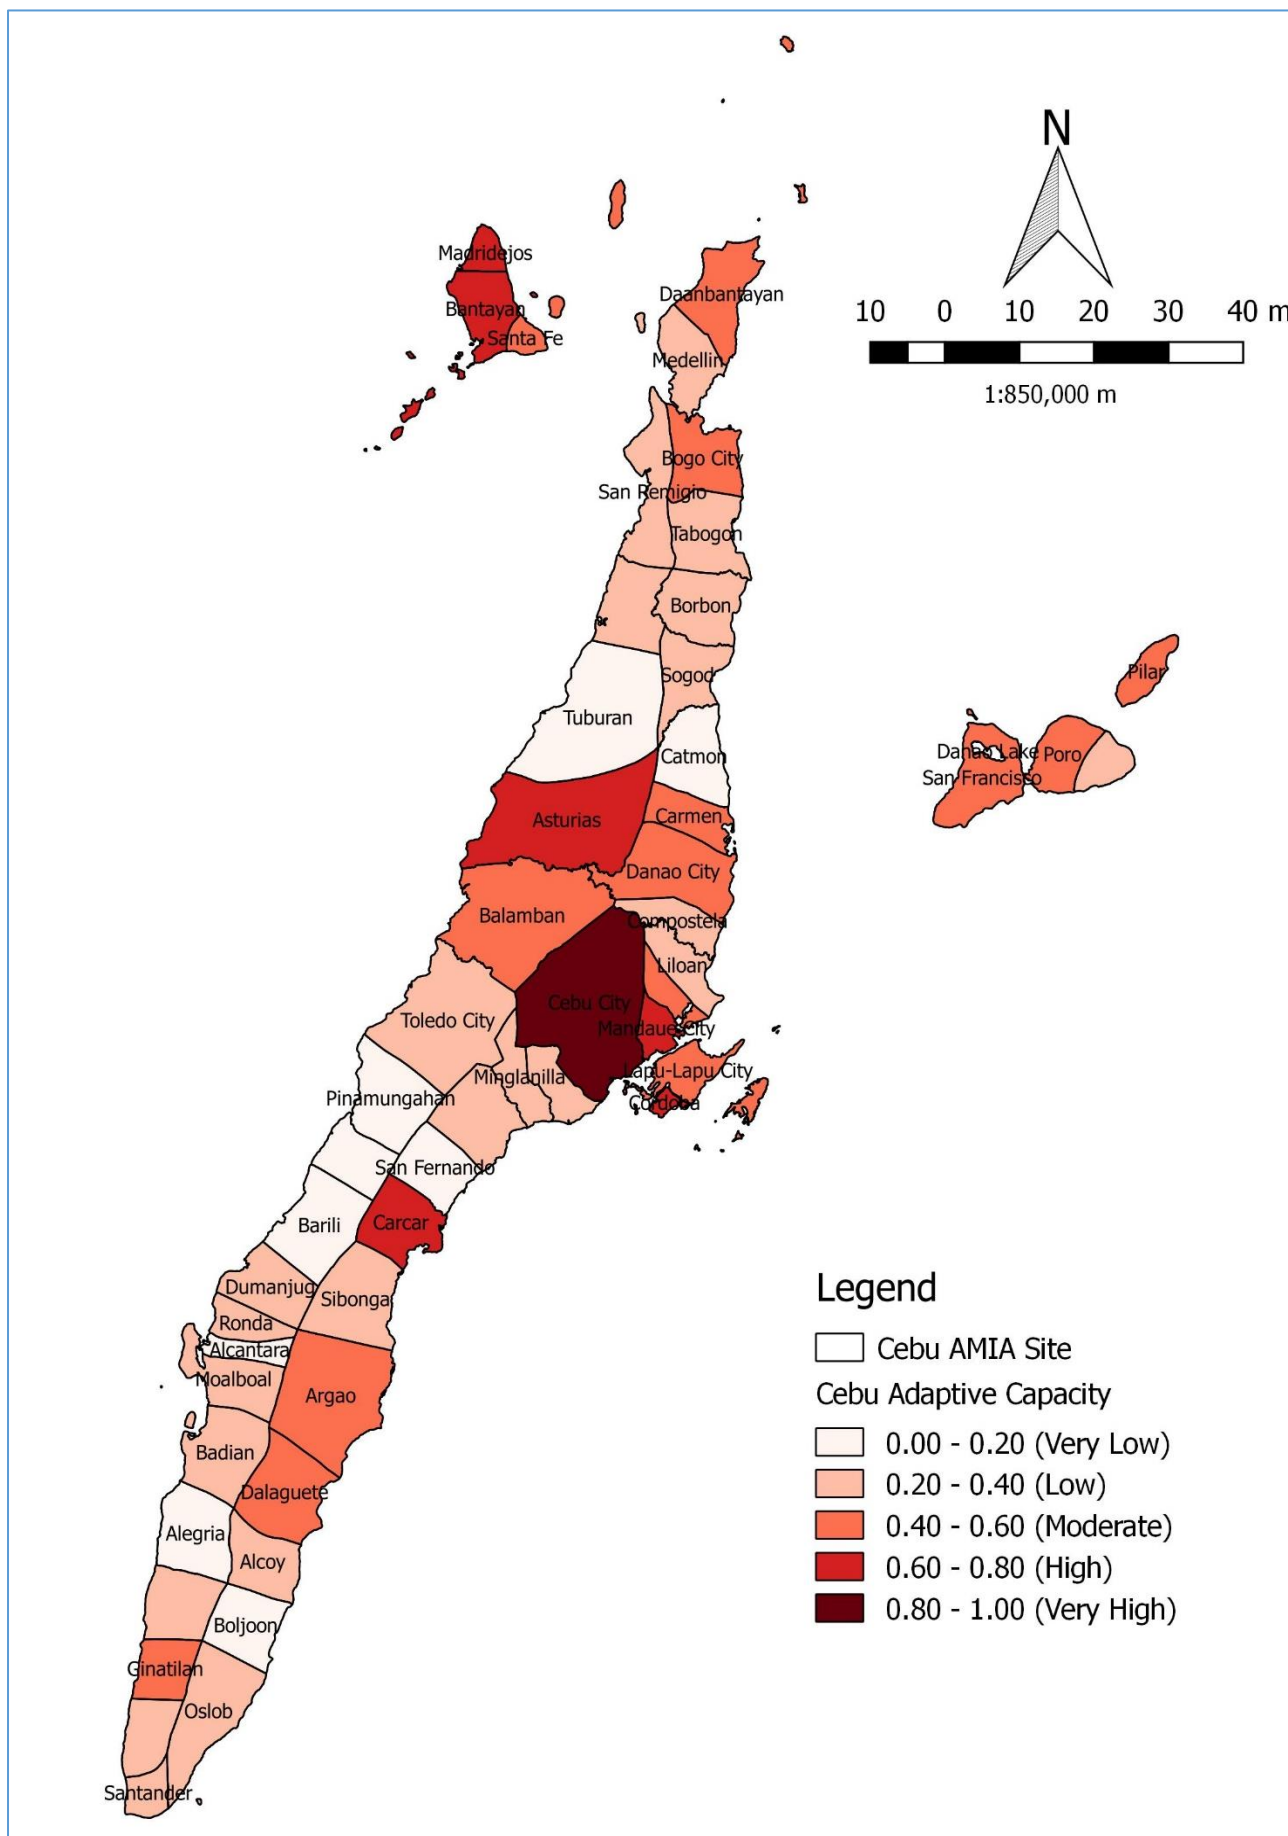 N
Madridejos
Daanbantayan
Bantayan
10 0 10 20 30 40 m
Santa Fe
Medellin
1:850,000 m
Bogo City
San Remigio
Tabogon
Borbon
Sogod
Pilar
Tuburan
Catmon
Danao Lake
Poro
San Francisco
Asturias
Carmen
Danao City
Balamban
Compostela
Liloan
Cebu City
Toledo City
Mandaue City
Lapu-Lapu City
Minglanilla
Pinamungahan
Cordoba
San Fernando
Carcar
Barili
Dumanjug
Sibonga
Ronda
Alcantara
Moalboal
Argao
Badian
Dalaguete
Alegria
Alcoy
Boljoon
Ginatilan
Oslob
Santander
Legend
Cebu AMIA Site
Cebu Adaptive Capacity
0.00 - 0.20 (Very Low)
0.20 - 0.40 (Low)
0.40 - 0.60 (Moderate)
0.60 - 0.80 (High)
0.80 - 1.00 (Very High)